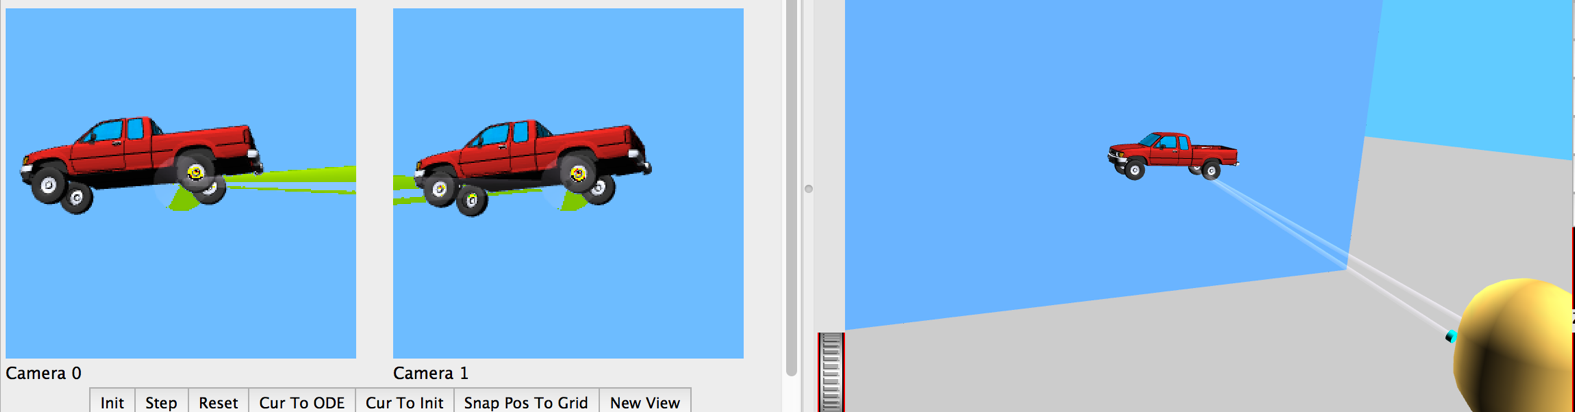 Camera 0
Camera 1
Init Step Reset Cur To ODE Cur To Init Snap Pos To Grid New View